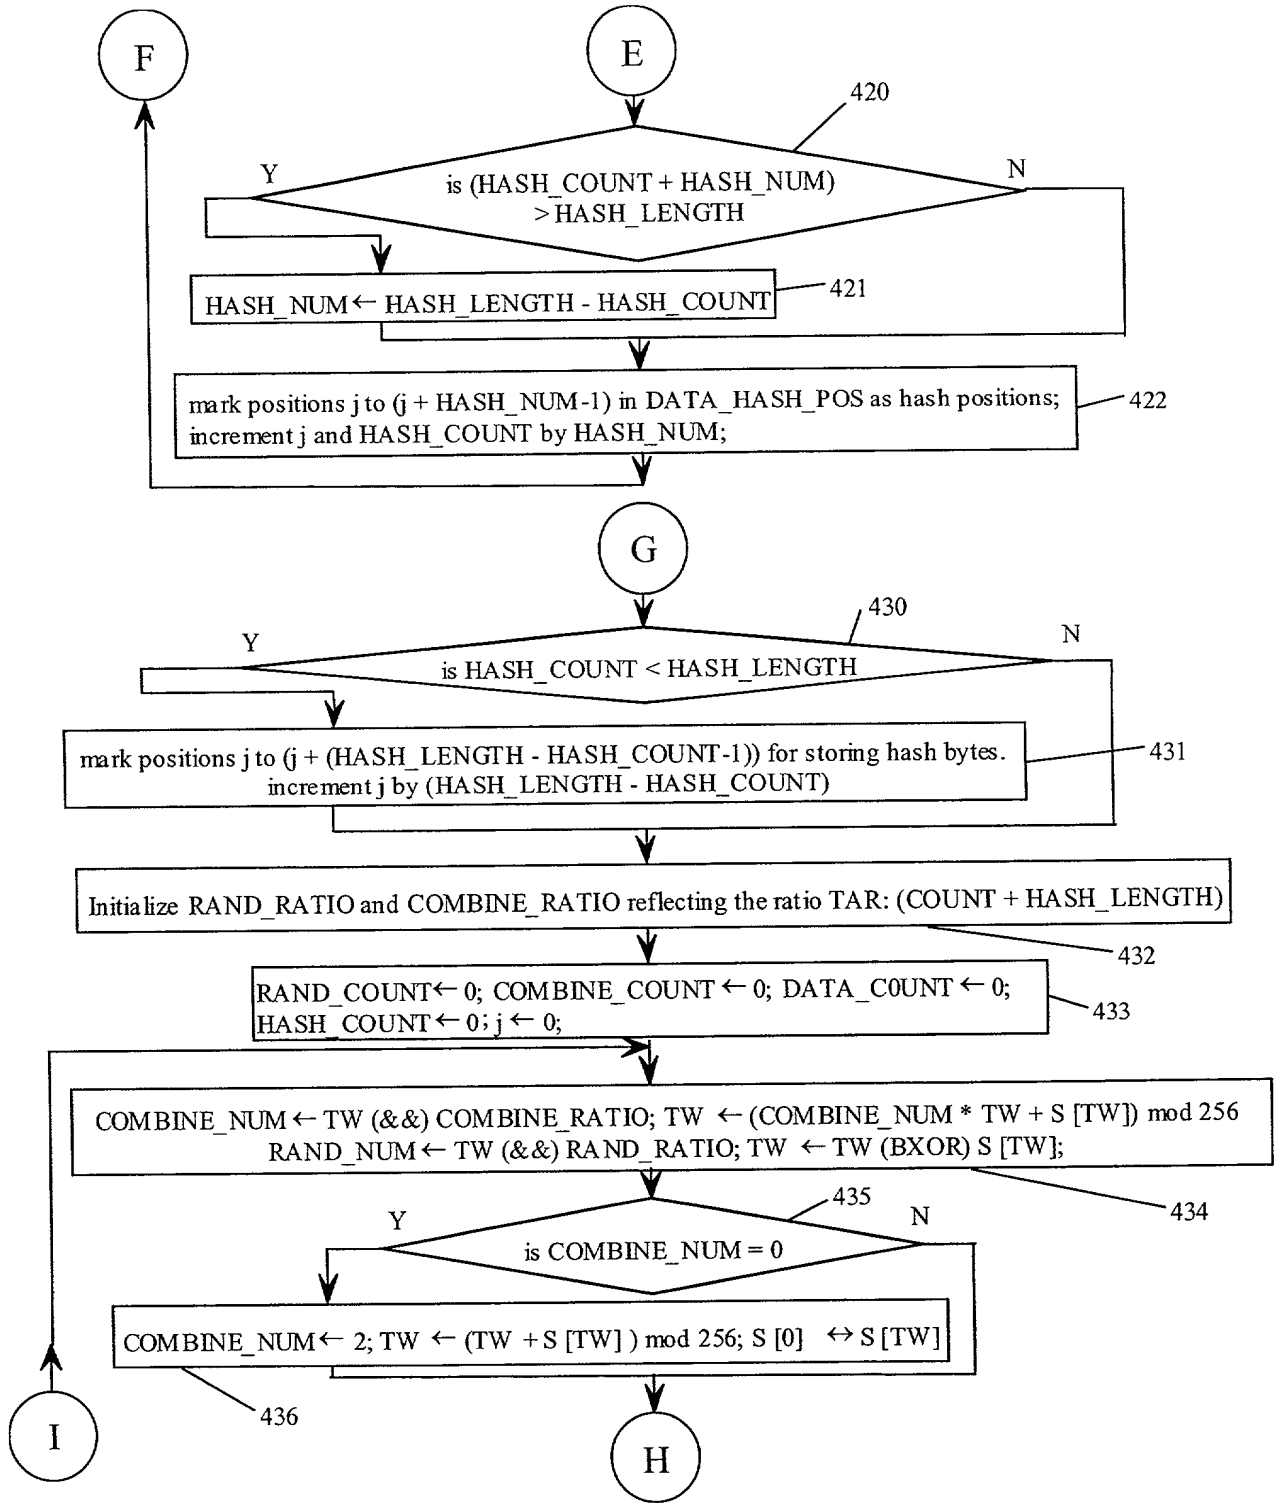 F
E
420
Y
N
is (HASH_COUNT + HASH_NUM)
> HASH_LENGTH
HASH_NUM ← HASH_LENGTH - HASH_COUNT
421
mark positions j to (j + HASH_NUM-1) in DATA_HASH_POS as hash positions;
increment j and HASH_COUNT by HASH_NUM;
422
G
430
Y
N
is HASH_COUNT < HASH_LENGTH
mark positions j to (j + (HASH_LENGTH - HASH_COUNT-1)) for storing hash bytes.
increment j by (HASH_LENGTH - HASH_COUNT)
431
Initialize RAND_RATIO and COMBINE_RATIO reflecting the ratio TAR: (COUNT + HASH_LENGTH)
432
RAND_COUNT ← 0; COMBINE_COUNT ← 0; DATA_C0UNT ← 0;
HASH_COUNT ← 0; j ← 0;
433
COMBINE_NUM ← TW (&&) COMBINE_RATIO; TW ← (COMBINE_NUM * TW + S [TW]) mod 256
RAND_NUM ← TW (&&) RAND_RATIO; TW ← TW (BXOR) S [TW];
434
435
Y
N
is COMBINE_NUM = 0
COMBINE_NUM ← 2; TW ← (TW + S [TW] ) mod 256; S [0] ↔ S [TW]
436
I
H